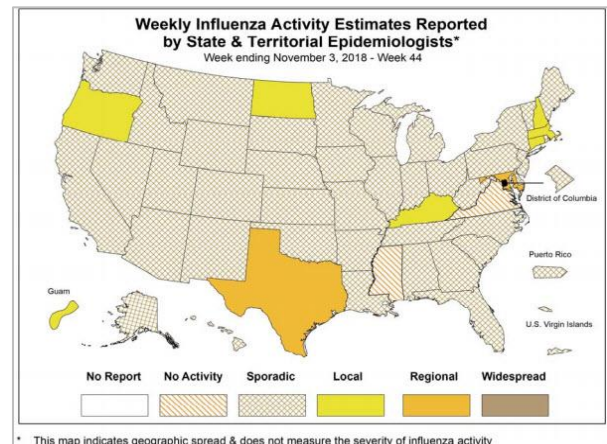 Weekly Influenza Activity Estimates Reported
by State & Territorial Epidemiologists*
Week ending November 3, 2018 - Week 44
District of Columbia
Puerto Rico
Guam
U.S. Virgin Islands
No Report No Activity Sporadic Local Regional Widespread
* This map indicates geographic spread & does not measure the severity of influenza activity